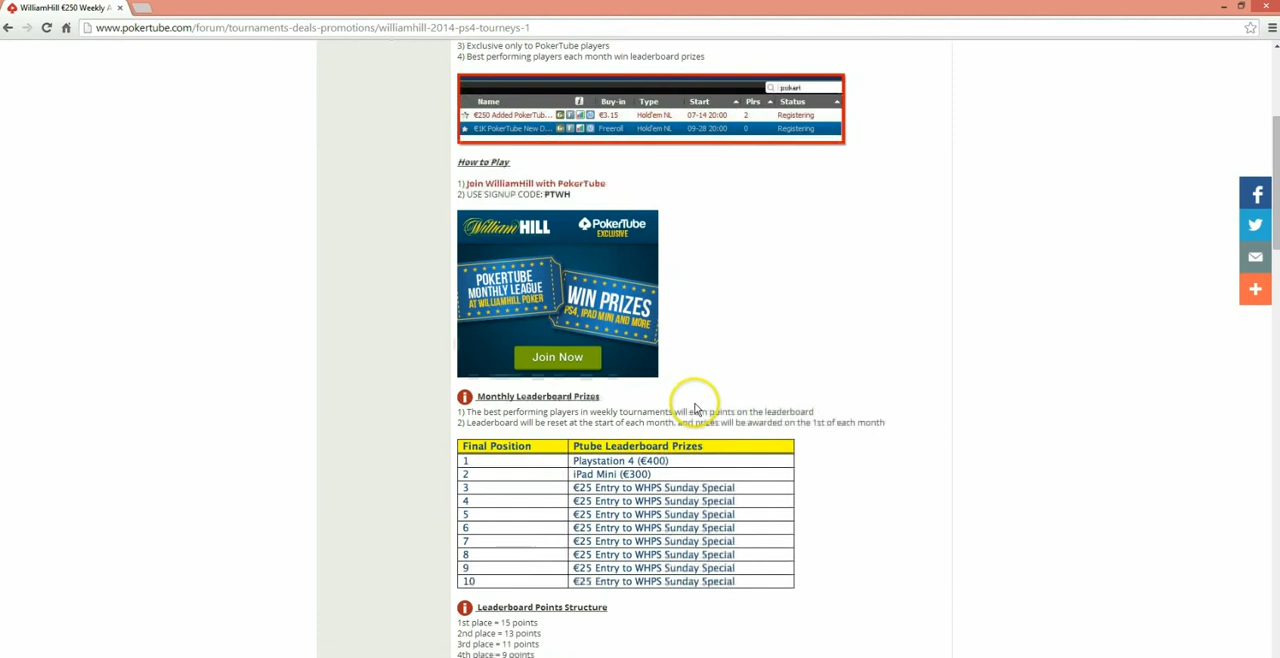 WilliamHill €250 Weekly A
www.pokertube.com/forum/tournaments-deals-promotions/williamhill-2014-ps4-tourneys-1
3) Exclusive only to PokerTube players
4) Best performing players each month win leaderboard prizes
pokert
Name Buy-in Type Start Plrs Status
€250 Added PokerTub... €3.15 Hold'em NL 07-14 20:00 2 Registering
€1K PokerTube New D... Freeroll Hold'em NL 09-28 20:00 0 Registering
How to Play
1) Join WilliamHill with PokerTube
2) USE SIGNUP CODE: PTWH
William HILL PokerTube
EXCLUSIVE
POKERTUBE
MONTHLY LEAGUE
AT WILLIAMHILL POKER
WIN PRIZES
PS4, IPAD MINI AND MORE
Join Now
Monthly Leaderboard Prizes
1) The best performing players in weekly tournaments will earn points on the leaderboard
2) Leaderboard will be reset at the start of each month, and prizes will be awarded on the 1st of each month
Final Position Ptube Leaderboard Prizes
1 Playstation 4 (€400)
2 iPad Mini (€300)
3 €25 Entry to WHPS Sunday Special
4 €25 Entry to WHPS Sunday Special
5 €25 Entry to WHPS Sunday Special
6 €25 Entry to WHPS Sunday Special
7 €25 Entry to WHPS Sunday Special
8 €25 Entry to WHPS Sunday Special
9 €25 Entry to WHPS Sunday Special
10 €25 Entry to WHPS Sunday Special
Leaderboard Points Structure
1st place = 15 points
2nd place = 13 points
3rd place = 11 points
4th place = 9 points